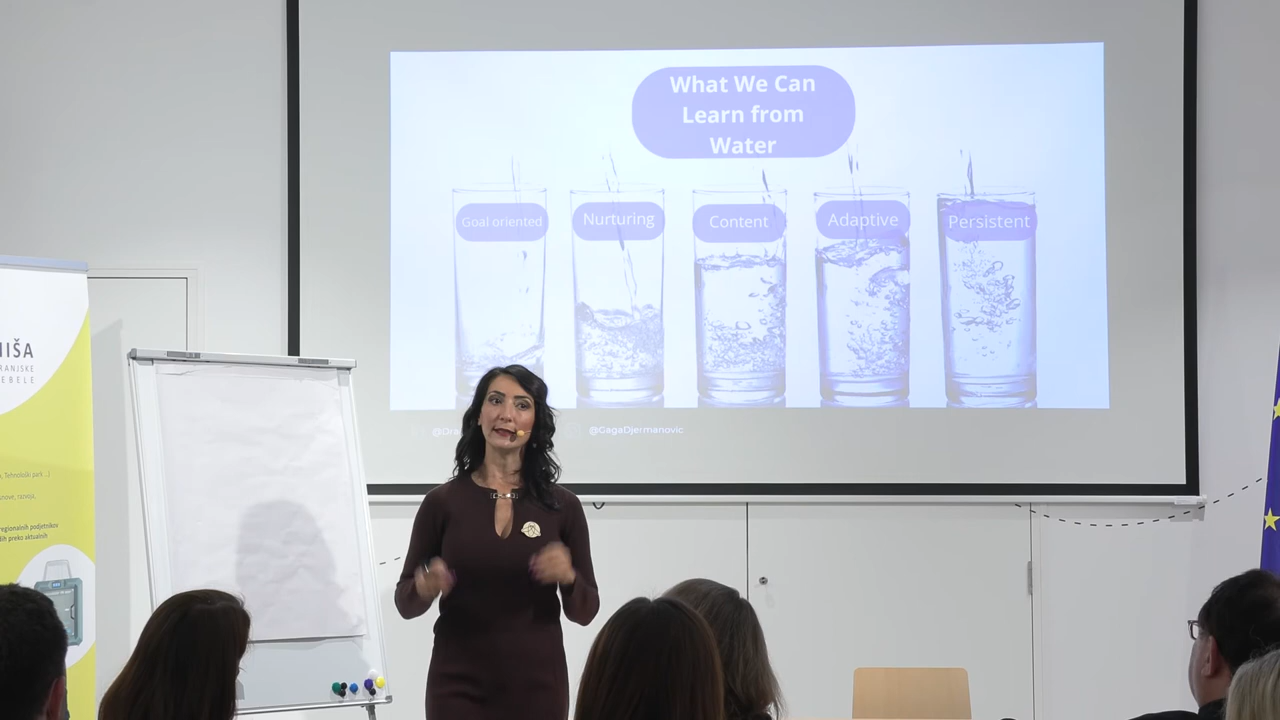 What We Can
Learn from
Water
Goal oriented
Nurturing
Content
Adaptive
Persistent
@GagaDjermanovic
IŠA
RANJSKE
EBELE
Tehnološki park ..)
razvoju,
regionalnih podjetnikov
preko aktualnih